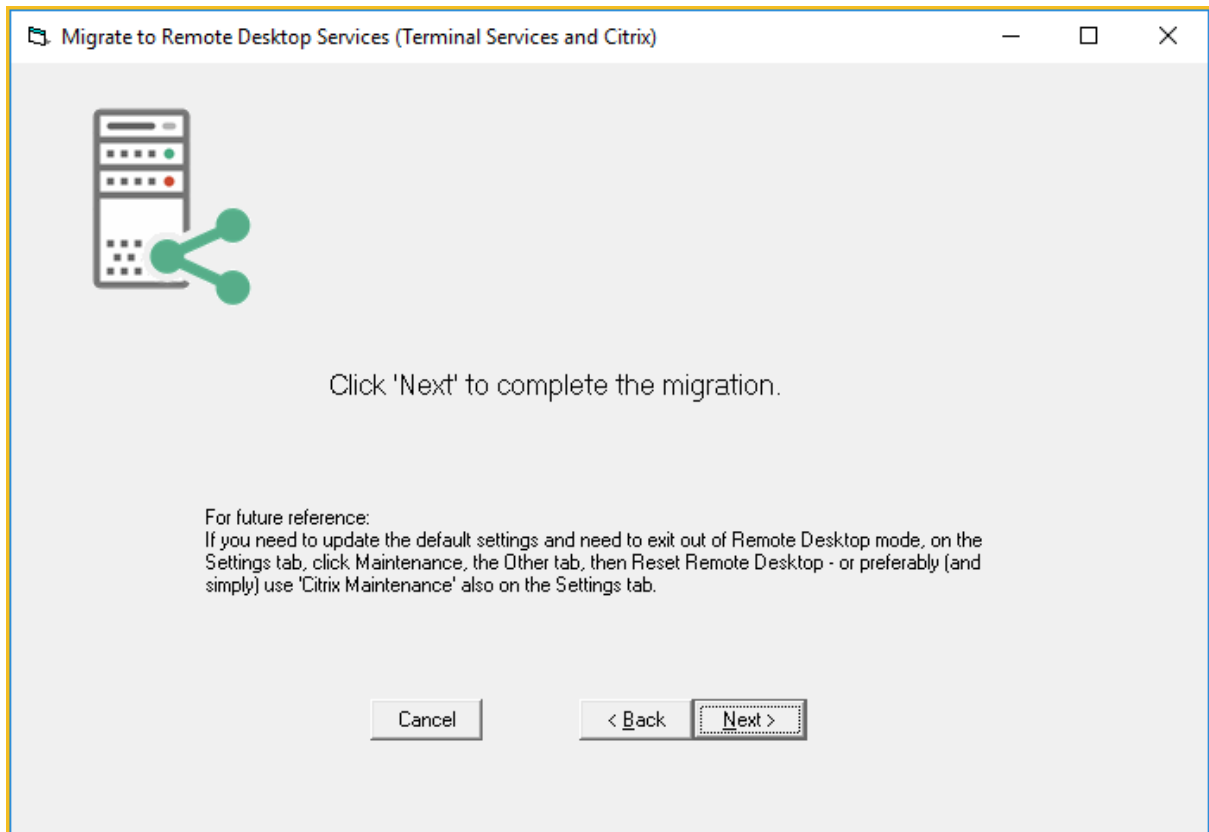 Migrate to Remote Desktop Services (Terminal Services and Citrix)
Click 'Next' to complete the migration.
For future reference:
If you need to update the default settings and need to exit out of Remote Desktop mode, on the
Settings tab, click Maintenance, the Other tab, then Reset Remote Desktop - or preferably (and
simply) use 'Citrix Maintenance' also on the Settings tab.
Cancel
< Back
Next >